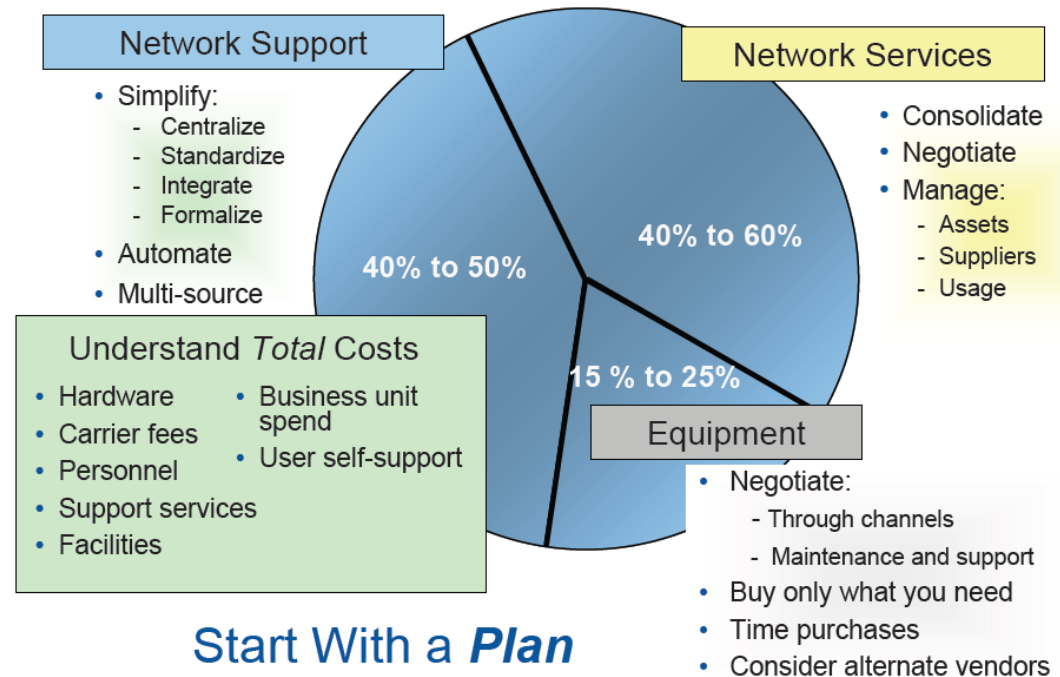 Network Support
• Simplify:
- Centralize
- Standardize
- Integrate
- Formalize
• Automate
• Multi-source
40% to 50%
Network Services
• Consolidate
• Negotiate
• Manage:
- Assets
- Suppliers
- Usage
40% to 60%
Understand Total Costs
• Hardware
• Carrier fees
• Personnel
• Support services
• Facilities
• Business unit
spend
• User self-support
15 % to 25%
Equipment
• Negotiate:
- Through channels
- Maintenance and support
• Buy only what you need
• Time purchases
• Consider alternate vendors
Start With a Plan